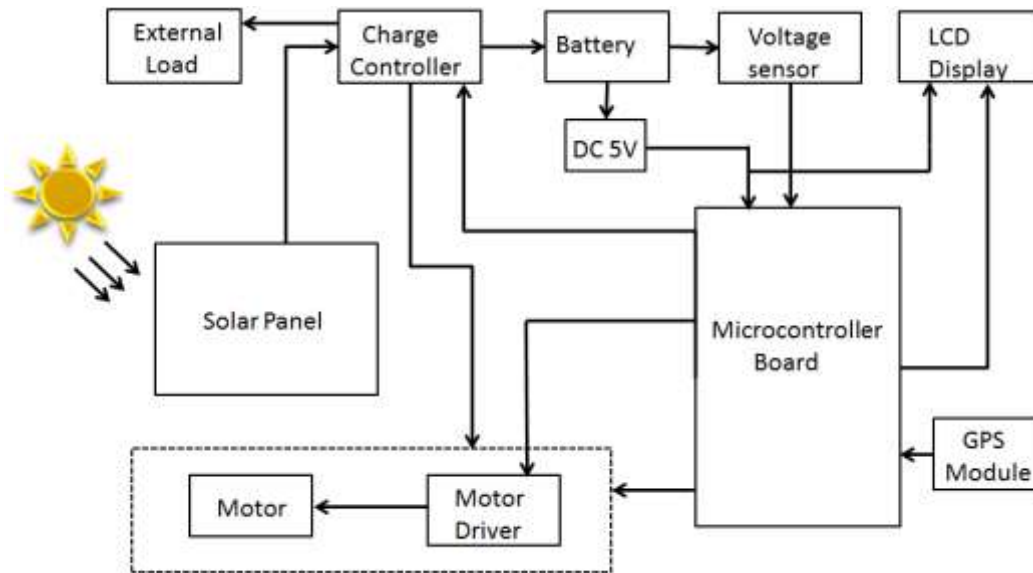 External
Load
Charge
Controller
Battery
Voltage
sensor
LCD
Display
DC 5V
Solar Panel
Microcontroller
Board
GPS
Module
Motor
Motor
Driver